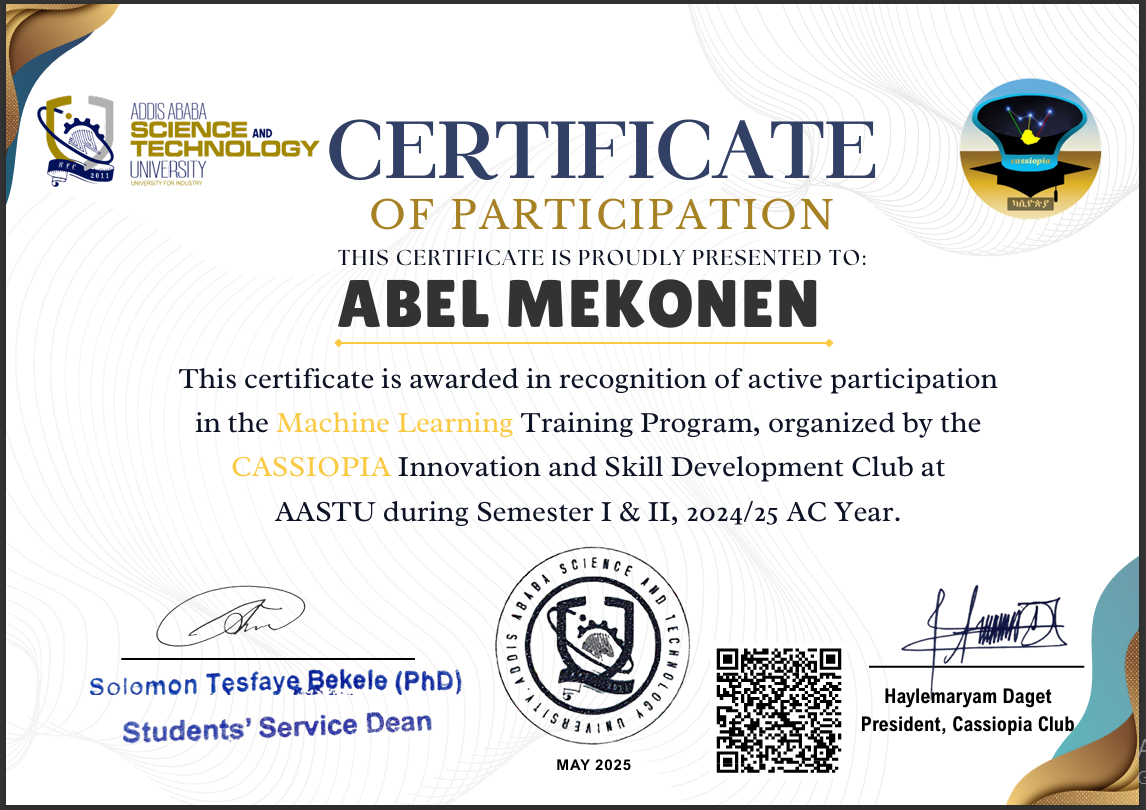 ADDIS ABABA
SCIENCE AND
TECHNOLOGY
UNIVERSITY
UNIVERSITY FOR INDUSTRY
2011
CERTIFICATE
OF PARTICIPATION
cassiopia
ካሲዮጵያ
THIS CERTIFICATE IS PROUDLY PRESENTED TO:
ABEL MEKONEN
This certificate is awarded in recognition of active participation
in the Machine Learning Training Program, organized by the
CASSIOPIA Innovation and Skill Development Club at
AASTU during Semester I & II, 2024/25 AC Year.
Solomon Tesfaye Bekele (PhD)
Students' Service Dean
ADDIS ABABA SCIENCE AND TECHNOLOGY UNIVERSITY.
MAY 2025
Haylemaryam Daget
President, Cassiopia Club